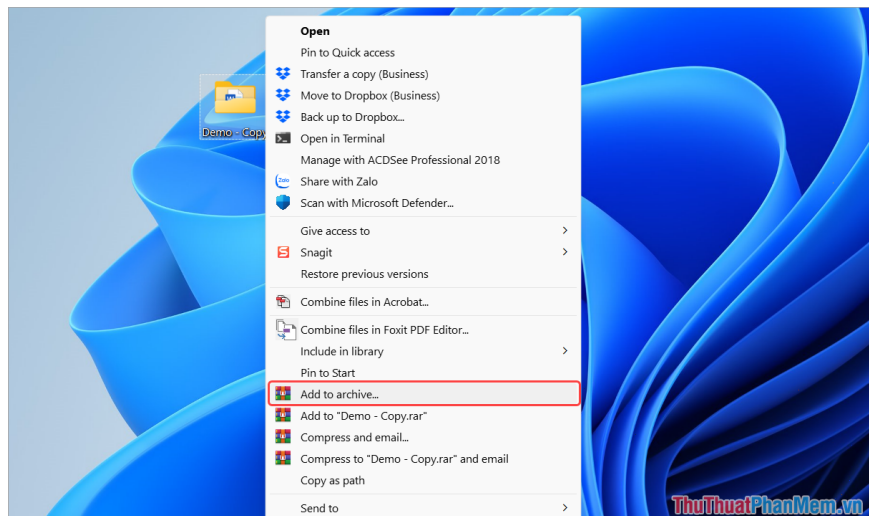 Open
Pin to Quick access
Transfer a copy (Business)
Move to Dropbox (Business)
Back up to Dropbox...
Demo - Copy
Open in Terminal
Manage with ACDSee Professional 2018
Zalo
Share with Zalo
Scan with Microsoft Defender...
Give access to
S
Snagit
Restore previous versions
Combine files in Acrobat...
Combine files in Foxit PDF Editor...
Include in library
Pin to Start
Add to archive...
Add to "Demo - Copy.rar"
Compress and email...
Compress to "Demo - Copy.rar" and email
Copy as path
Send to
ThuThuatPhanMem.vn